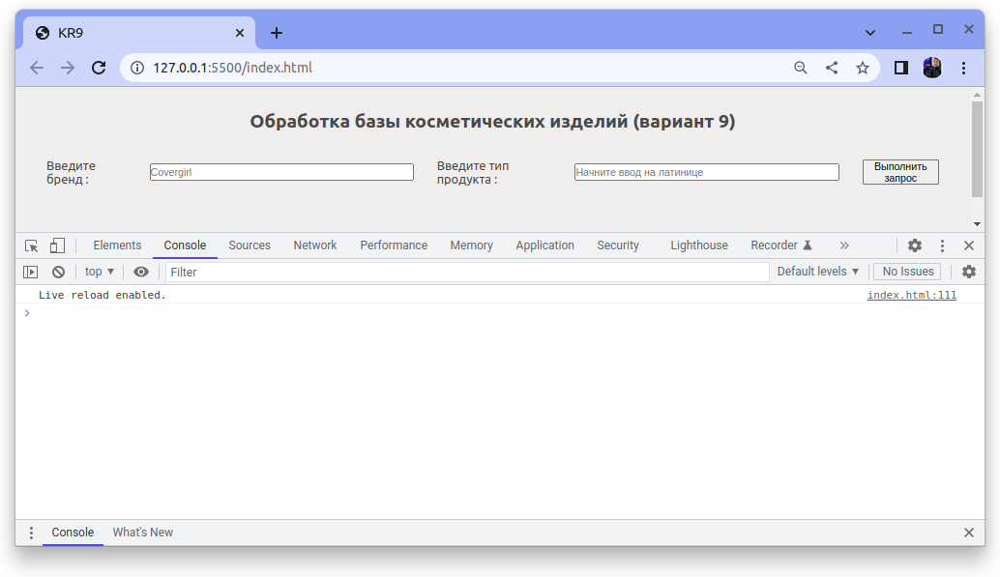 KR9
127.0.0.1:5500/index.html
Обработка базы косметических изделий (вариант 9)
Введите
бренд :
Covergirl
Введите тип
продукта :
Начните ввод на латинице
Выполнить
запрос
Elements Console Sources Network Performance Memory Application Security Lighthouse Recorder
top Filter Default levels No Issues
Live reload enabled. index.html:111
Console What's New